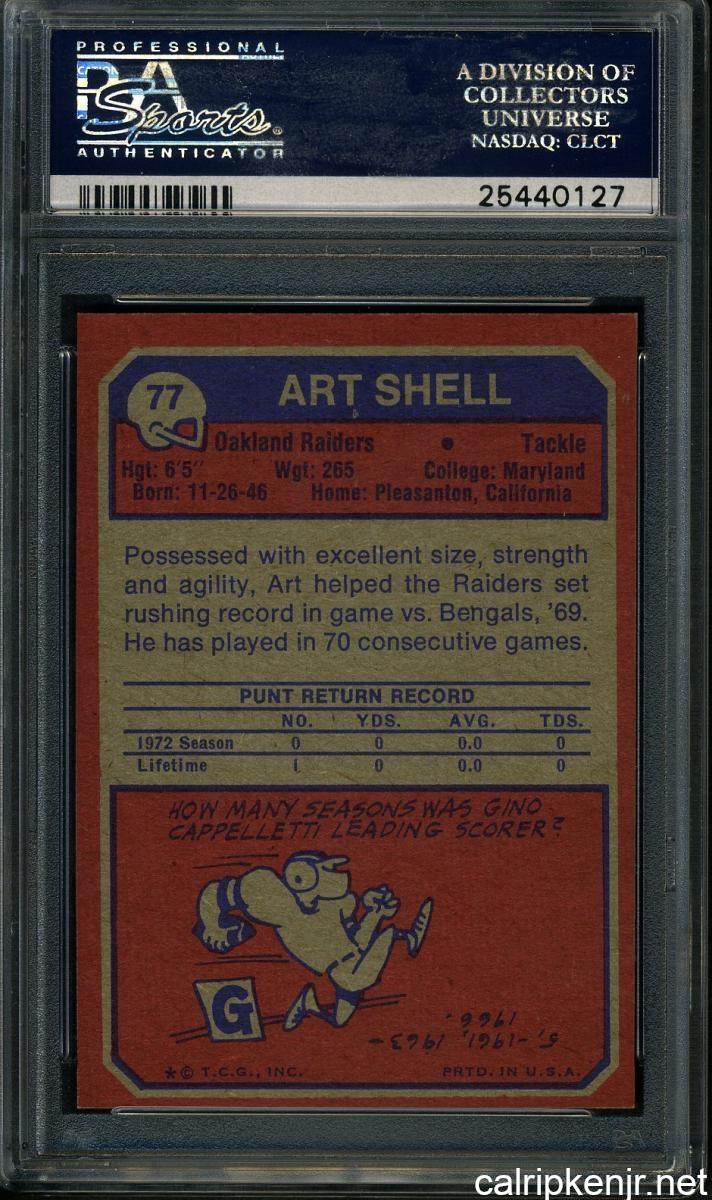 PROFESSIONAL
PSA
Sports®
AUTHENTICATOR
A DIVISION OF
COLLECTORS
UNIVERSE
NASDAQ: CLCT
25440127
77
ART SHELL
Oakland Raiders • Tackle
Hgt: 6'5" Wgt: 265 College: Maryland
Born: 11-26-46 Home: Pleasanton, California
Possessed with excellent size, strength
and agility, Art helped the Raiders set
rushing record in game vs. Bengals, '69.
He has played in 70 consecutive games.
PUNT RETURN RECORD
NO. YDS. AVG. TDS.
1972 Season 0 0 0.0 0
Lifetime 1 0 0.0 0
HOW MANY SEASONS WAS GINO
CAPPELLETTI LEADING SCORER?
G
5, -1961, 1963-
1966.
*© T.C.G., INC. PRTD. IN U.S.A.
calripkenjr.net